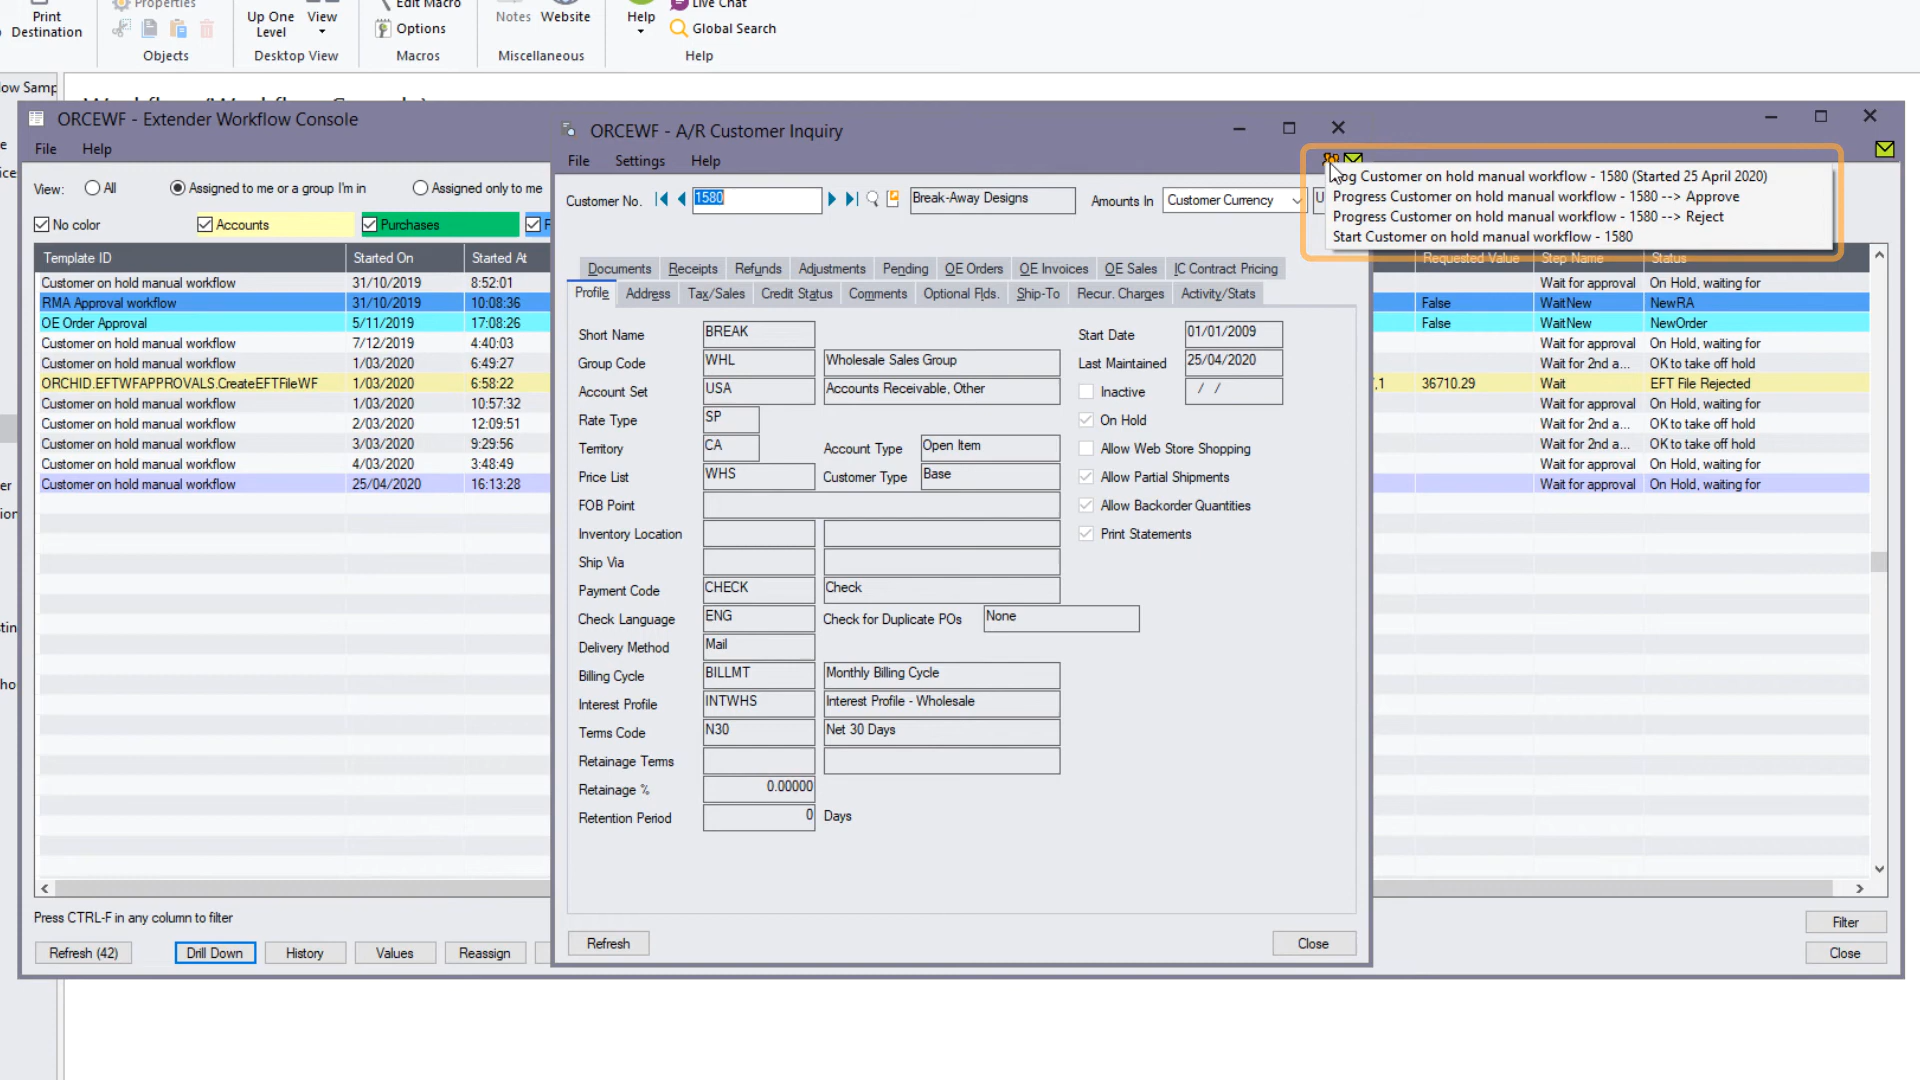 Print
Destination
Properties
Objects
Up One
Level
View
Desktop View
Edit Macro
Options
Macros
Notes
Website
Miscellaneous
Help
Live Chat
Global Search
Help
ORCEWF - Extender Workflow Console
File Help
View: All Assigned to me or a group I'm in Assigned only to me
No color Accounts Purchases
Template ID Started On Started At
Customer on hold manual workflow 31/10/2019 8:52:01
RMA Approval workflow 31/10/2019 10:08:36
OE Order Approval 5/11/2019 17:08:26
Customer on hold manual workflow 7/12/2019 4:40:03
Customer on hold manual workflow 1/03/2020 6:49:27
ORCHID.EFTWFAPPROVALS.CreateEFTFileWF 1/03/2020 6:58:22
Customer on hold manual workflow 1/03/2020 10:57:32
Customer on hold manual workflow 2/03/2020 12:09:51
Customer on hold manual workflow 3/03/2020 9:29:56
Customer on hold manual workflow 4/03/2020 3:48:49
Customer on hold manual workflow 25/04/2020 16:13:28
Press CTRL-F in any column to filter
Refresh (42) Drill Down History Values Reassign
ORCEWF - A/R Customer Inquiry
File Settings Help
Customer No. 1580 Break-Away Designs Amounts In Customer Currency
Documents Receipts Refunds Adjustments Pending OE Orders OE Invoices OE Sales IC Contract Pricing
Profile Address Tax/Sales Credit Status Comments Optional Flds. Ship-To Recur. Charges Activity/Stats
Short Name BREAK Start Date 01/01/2009
Group Code WHL Wholesale Sales Group Last Maintained 25/04/2020
Account Set USA Accounts Receivable, Other Inactive / /
Rate Type SP On Hold
Territory CA Account Type Open Item Allow Web Store Shopping
Price List WHS Customer Type Base Allow Partial Shipments
FOB Point Allow Backorder Quantities
Inventory Location Print Statements
Ship Via
Payment Code CHECK Check
Check Language ENG Check for Duplicate POs None
Delivery Method Mail
Billing Cycle BILLMT Monthly Billing Cycle
Interest Profile INTWHS Interest Profile - Wholesale
Terms Code N30 Net 30 Days
Retainage Terms
Retainage % 0.00000
Retention Period 0 Days
Refresh Close
Customer on hold manual workflow - 1580 (Started 25 April 2020)
Progress Customer on hold manual workflow - 1580 --> Approve
Progress Customer on hold manual workflow - 1580 --> Reject
Start Customer on hold manual workflow - 1580
Requested Value Step Name Status
Wait for approval On Hold, waiting for
False WaitNew NewRA
False WaitNew NewOrder
Wait for approval On Hold, waiting for
Wait for 2nd a... OK to take off hold
,1 36710.29 Wait EFT File Rejected
Wait for approval On Hold, waiting for
Wait for 2nd a... OK to take off hold
Wait for 2nd a... OK to take off hold
Wait for approval On Hold, waiting for
Wait for approval On Hold, waiting for
Filter
Close